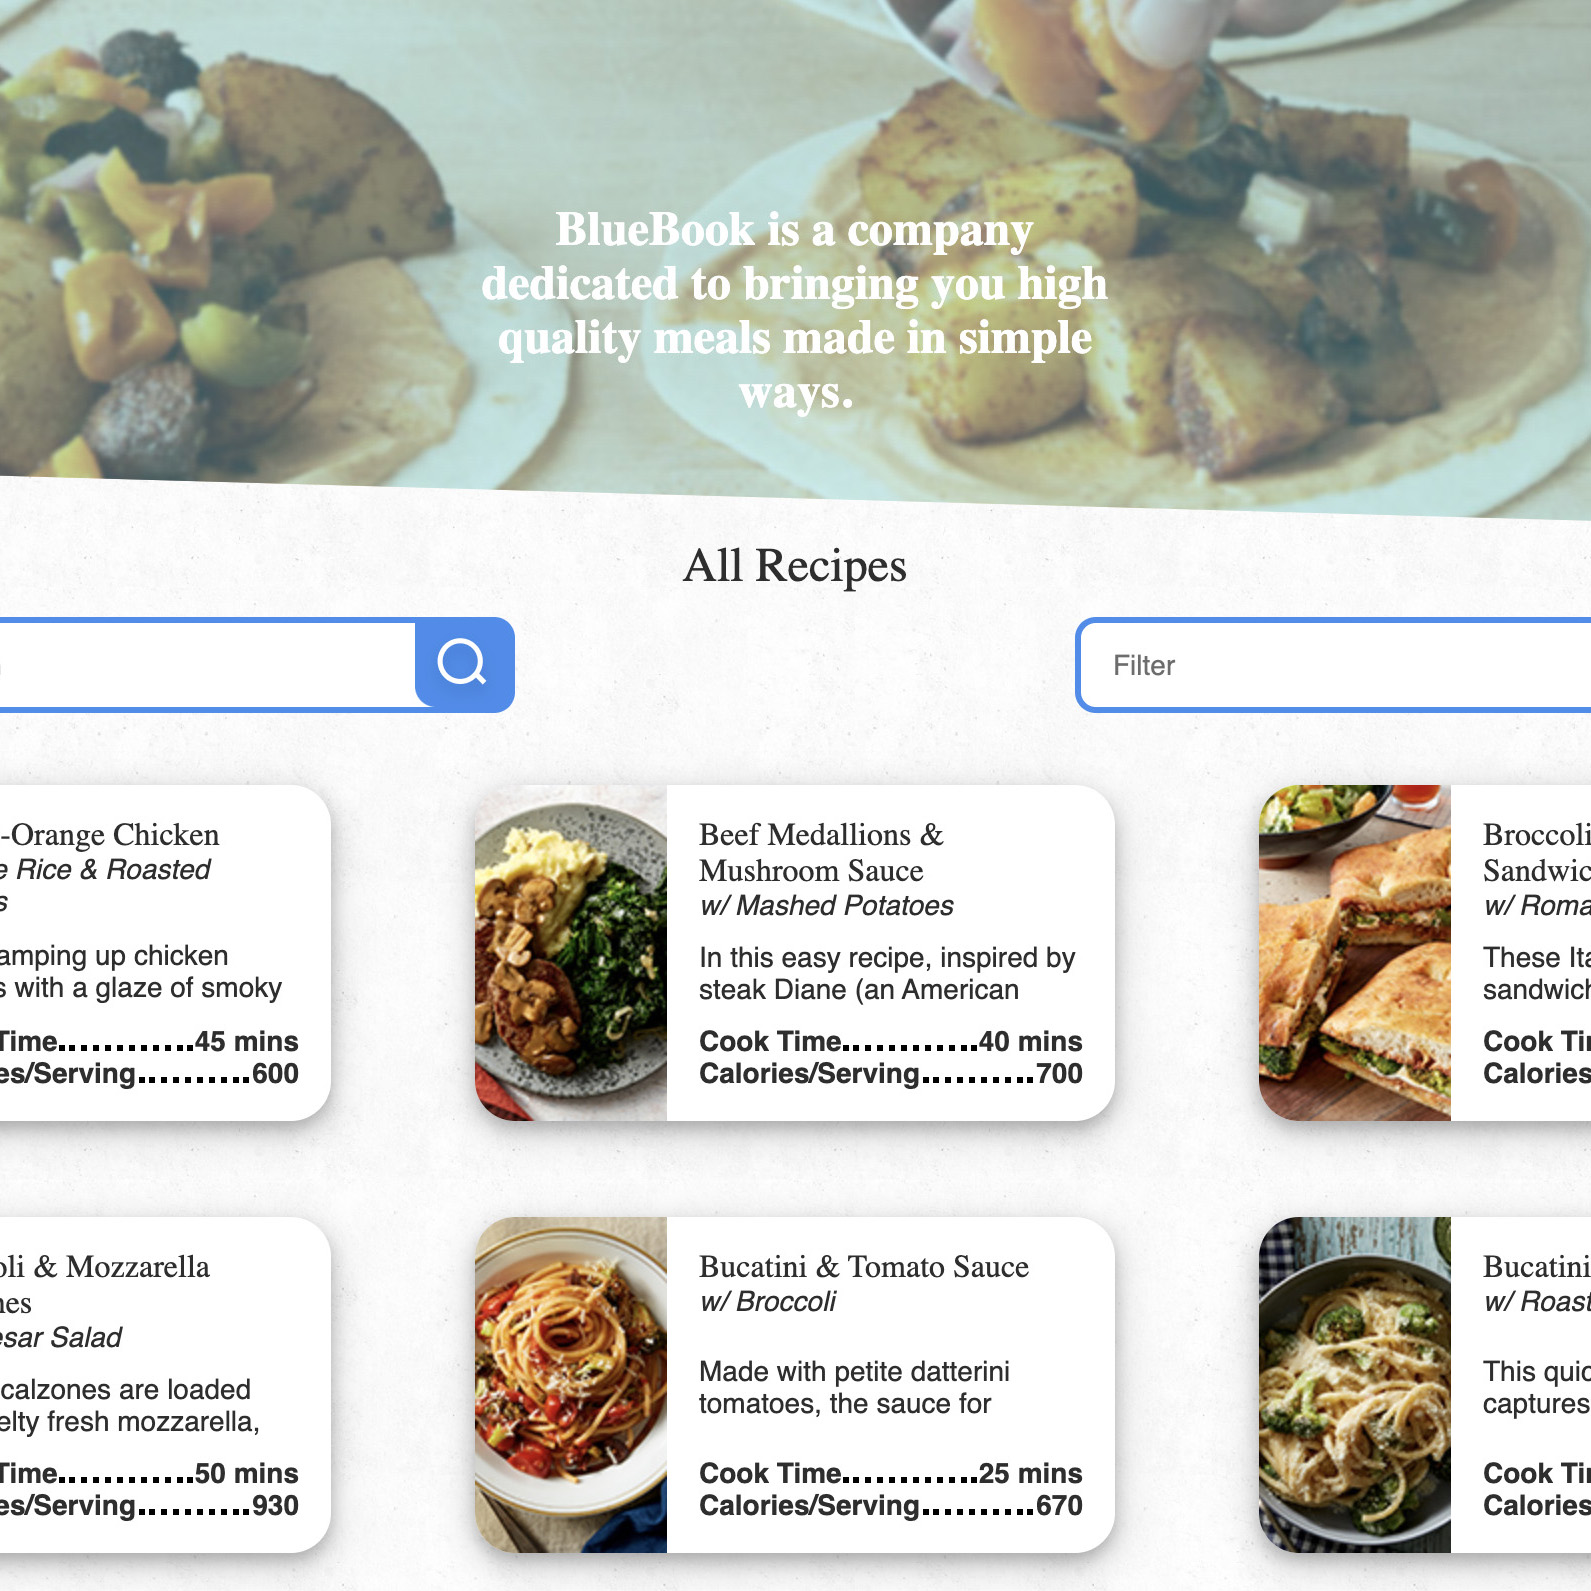 BlueBook is a company
dedicated to bringing you high
quality meals made in simple
ways.
All Recipes
Filter
-Orange Chicken
Rice & Roasted
amping up chicken
with a glaze of smoky
Time............45 mins
es/Serving..........600
Beef Medallions &
Mushroom Sauce
w/ Mashed Potatoes
In this easy recipe, inspired by
steak Diane (an American
Cook Time............40 mins
Calories/Serving..........700
Broccoli
Sandwic
w/ Roma
These Ita
sandwich
Cook Ti
Calories
oli & Mozzarella
nes
esar Salad
calzones are loaded
elty fresh mozzarella,
Time............50 mins
es/Serving..........930
Bucatini & Tomato Sauce
w/ Broccoli
Made with petite datterini
tomatoes, the sauce for
Cook Time............25 mins
Calories/Serving..........670
Bucatini
w/ Roast
This quic
captures
Cook Ti
Calories